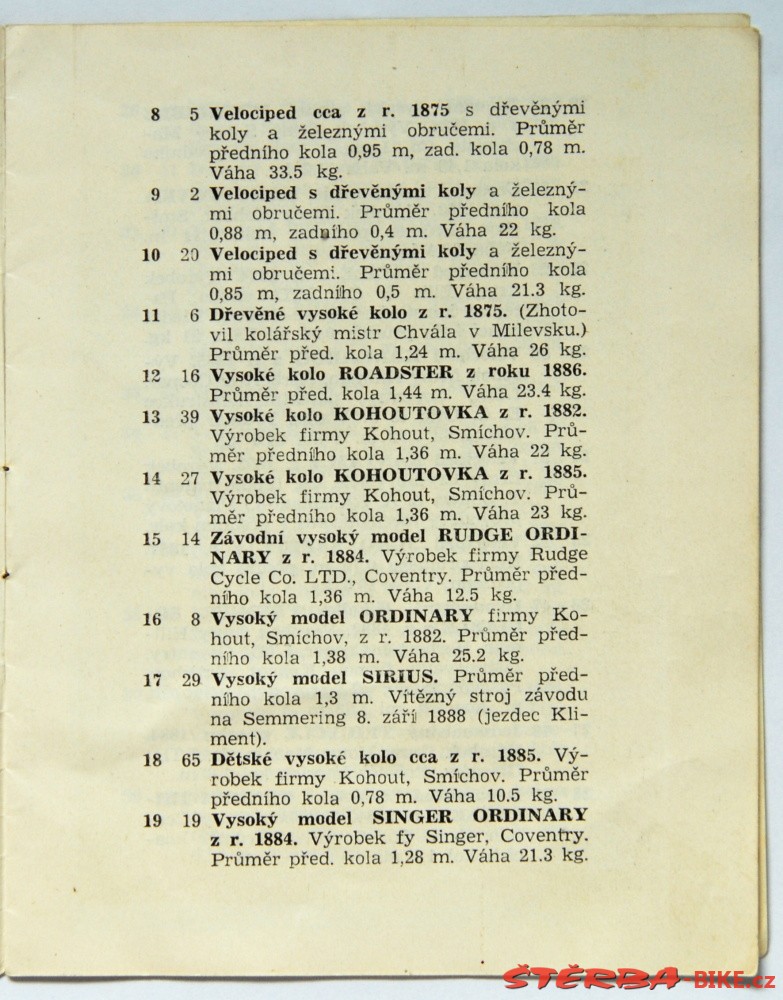 8 5 Velociped cca z r. 1875 s dřevěnými
koly a železnými obručemi. Průměr
předního kola 0,95 m, zad. kola 0,78 m.
Váha 33.5 kg.
9 2 Velociped s dřevěnými koly a železný-
mi obručemi. Průměr předního kola
0,88 m, zadního 0,4 m. Váha 22 kg.
10 20 Velociped s dřevěnými koly a železný-
mi obručemi. Průměr předního kola
0,85 m, zadního 0,5 m. Váha 21.3 kg.
11 6 Dřevěné vysoké kolo z r. 1875. (Zhoto-
vil kolářský mistr Chvála v Milevsku.)
Průměr před. kola 1,24 m. Váha 26 kg.
12 16 Vysoké kolo ROADSTER z roku 1886.
Průměr před. kola 1,44 m. Váha 23.4 kg.
13 39 Vysoké kolo KOHOUTOVKA z r. 1882.
Výrobek firmy Kohout, Smíchov. Prů-
měr předního kola 1,36 m. Váha 22 kg.
14 27 Vysoké kolo KOHOUTOVKA z r. 1885.
Výrobek firmy Kohout, Smíchov. Prů-
měr předního kola 1,36 m. Váha 23 kg.
15 14 Závodní vysoký model RUDGE ORDI-
NARY z r. 1884. Výrobek firmy Rudge
Cycle Co. LTD., Coventry. Průměr před-
ního kola 1,36 m. Váha 12.5 kg.
16 8 Vysoký model ORDINARY firmy Ko-
hout, Smíchov, z r. 1882. Průměr před-
ního kola 1,38 m. Váha 25.2 kg.
17 29 Vysoký model SIRIUS. Průměr před-
ního kola 1,3 m. Vítězný stroj závodu
na Semmering 8. září 1888 (jezdec Kli-
ment).
18 65 Dětské vysoké kolo cca z r. 1885. Vý-
robek firmy Kohout, Smíchov. Průměr
předního kola 0,78 m. Váha 10.5 kg.
19 19 Vysoký model SINGER ORDINARY
z r. 1884. Výrobek fy Singer, Coventry.
Průměr před. kola 1,28 m. Váha 21.3 kg.
ŠTĚRBA-BIKE.cz